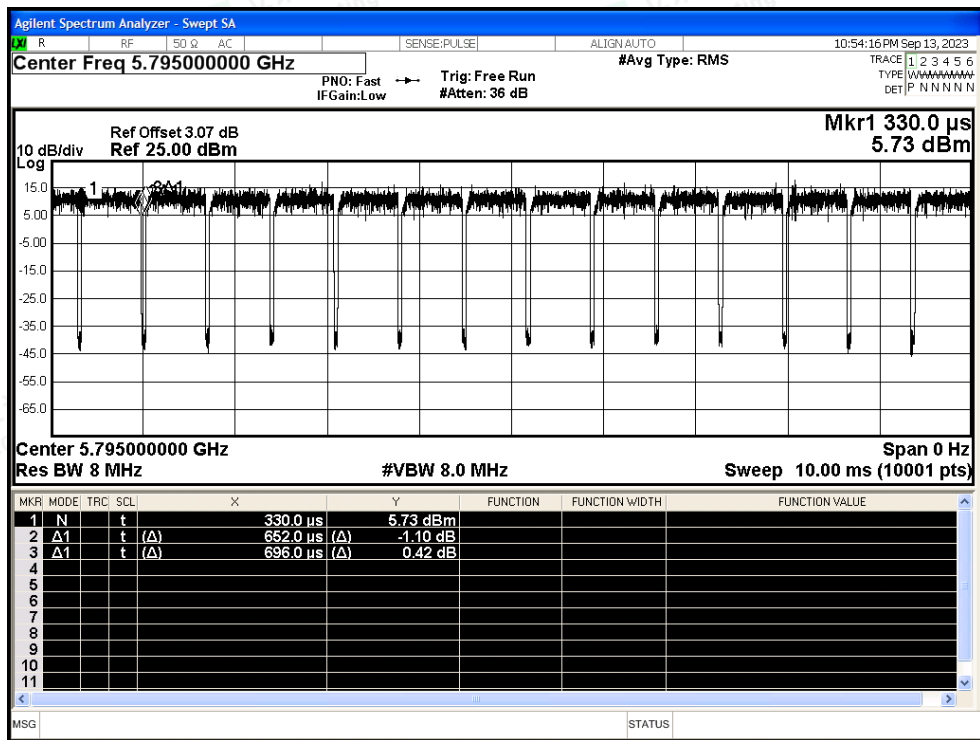 Agilent Spectrum Analyzer - Swept SA
LXI R RF 50 Ω AC SENSE:PULSE ALIGN AUTO 10:54:16 PM Sep 13, 2023
Center Freq 5.795000000 GHz
#Avg Type: RMS
TRACE 1 2 3 4 5 6
TYPE
DET P N N N N N
PNO: Fast
IFGain:Low
Trig: Free Run
#Atten: 36 dB
Mkr1 330.0 µs
5.73 dBm
Ref Offset 3.07 dB
10 dB/div Ref 25.00 dBm
Log
15.0
5.00
-5.00
-15.0
-25.0
-35.0
-45.0
-55.0
-65.0
1
Center 5.795000000 GHz Span 0 Hz
Res BW 8 MHz #VBW 8.0 MHz Sweep 10.00 ms (10001 pts)
MKR MODE TRC SCL X Y FUNCTION FUNCTION WIDTH FUNCTION VALUE
1 N t 330.0 µs 5.73 dBm
2 Δ1 t (Δ) 652.0 µs (Δ) -1.10 dB
3 Δ1 t (Δ) 696.0 µs (Δ) 0.42 dB
4
5
6
7
8
9
10
11
MSG STATUS